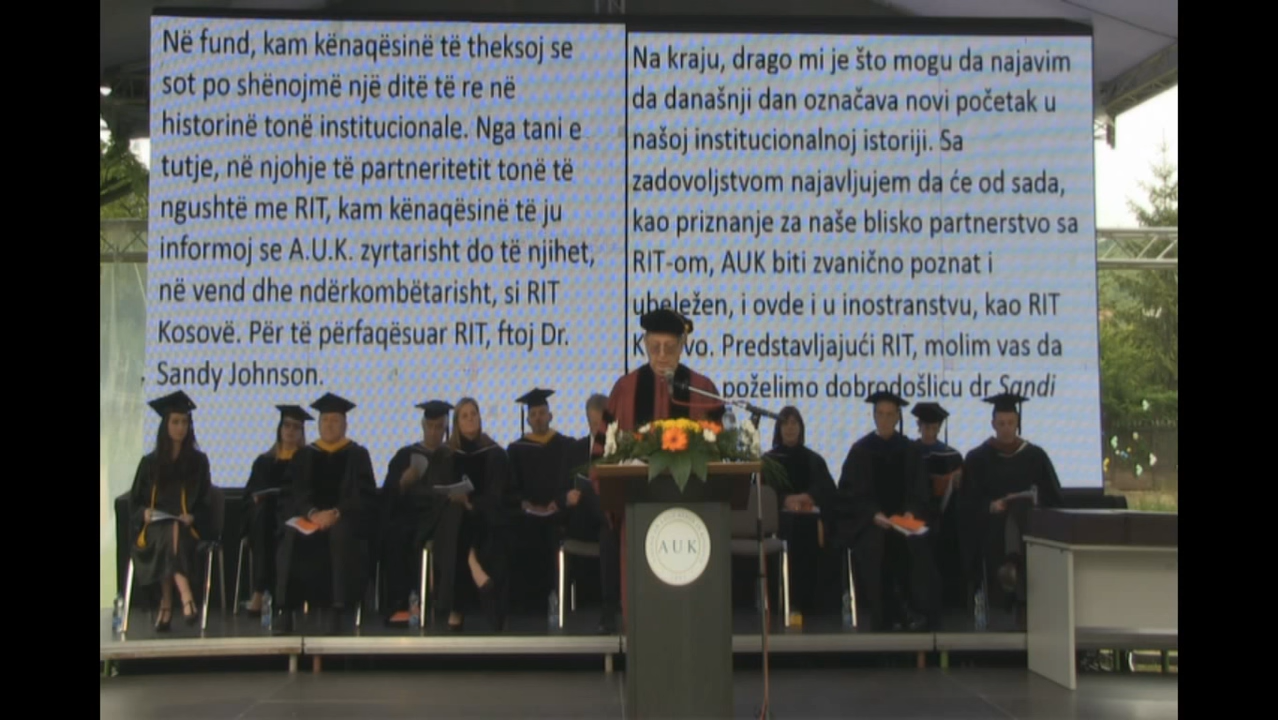 Në fund, kam kënaqësinë të theksoj se
sot po shënojmë një ditë të re në
historinë tonë institucionale. Nga tani e
tutje, në njohje të partneritetit tonë të
ngushtë me RIT, kam kënaqësinë të ju
informoj se A.U.K. zyrtarisht do të njihet,
në vend dhe ndërkombëtarisht, si RIT
Kosovë. Për të përfaqësuar RIT, ftoj Dr.
Sandy Johnson.
Na kraju, drago mi je što mogu da najavim
da današnji dan označava novi početak u
našoj institucionalnoj istoriji. Sa
zadovoljstvom najavljujem da će od sada,
kao priznanje za naše blisko partnerstvo sa
RIT-om, AUK biti zvanično poznat i
ubeležen, i ovde i u inostranstvu, kao RIT
Predstavljajući RIT, molim vas da
poželimo dobrodošlicu dr Sandi
AUK